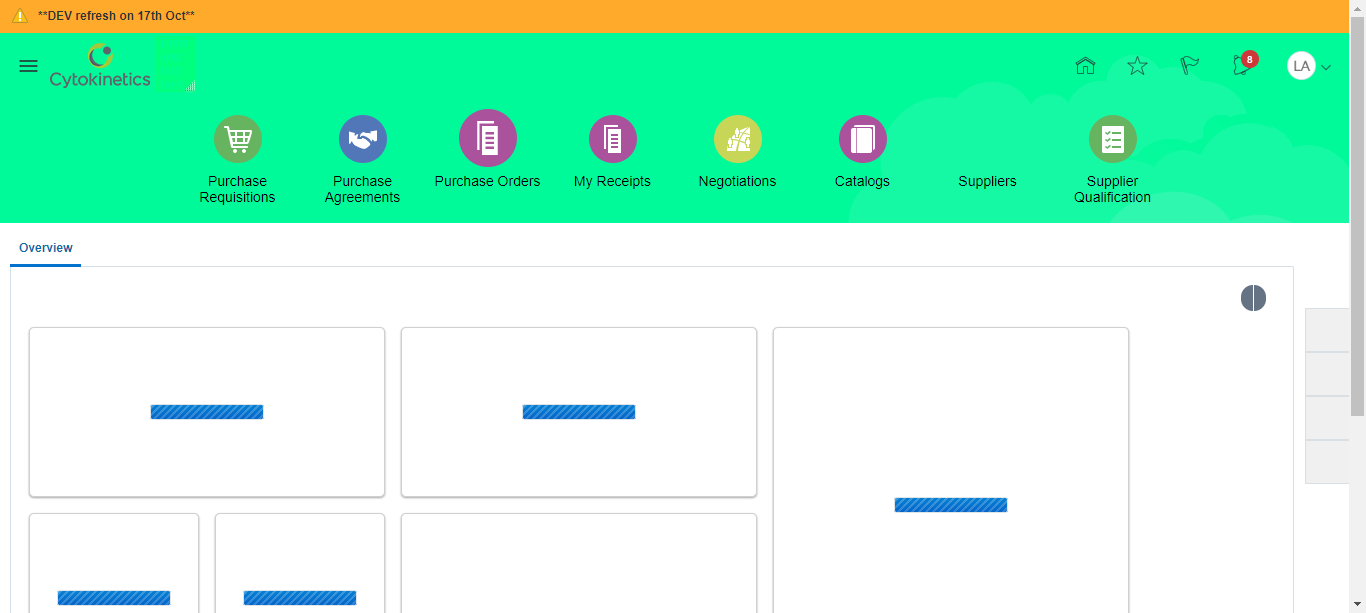 **DEV refresh on 17th Oct**
Cytokinetics
8
LA
Purchase
Requisitions
Purchase
Agreements
Purchase Orders
My Receipts
Negotiations
Catalogs
Suppliers
Supplier
Qualification
Overview